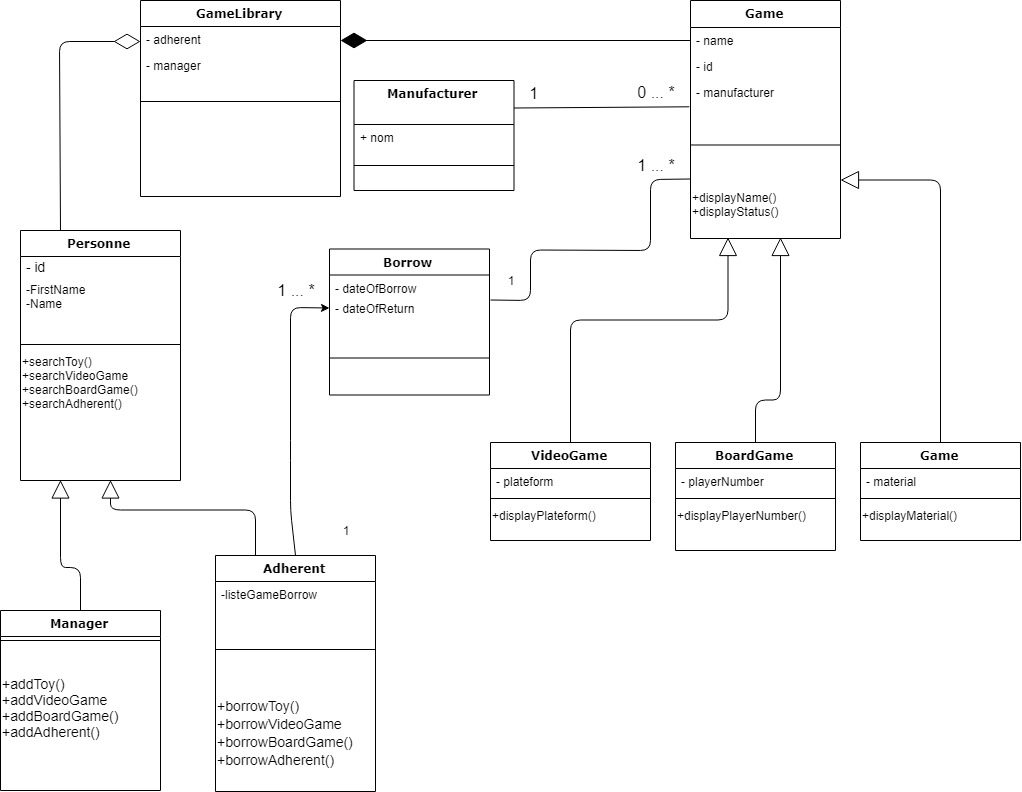 GameLibrary
- adherent
- manager
Game
- name
- id
- manufacturer
+displayName()
+displayStatus()
Manufacturer
+ nom
1
0 ... *
1 ... *
Personne
- id
-FirstName
-Name
+searchToy()
+searchVideoGame
+searchBoardGame()
+searchAdherent()
Borrow
- dateOfBorrow
- dateOfReturn
1
1 ... *
1
VideoGame
- plateform
+displayPlateform()
BoardGame
- playerNumber
+displayPlayerNumber()
Game
- material
+displayMaterial()
Manager
+addToy()
+addVideoGame
+addBoardGame()
+addAdherent()
Adherent
-listeGameBorrow
+borrowToy()
+borrowVideoGame
+borrowBoardGame()
+borrowAdherent()